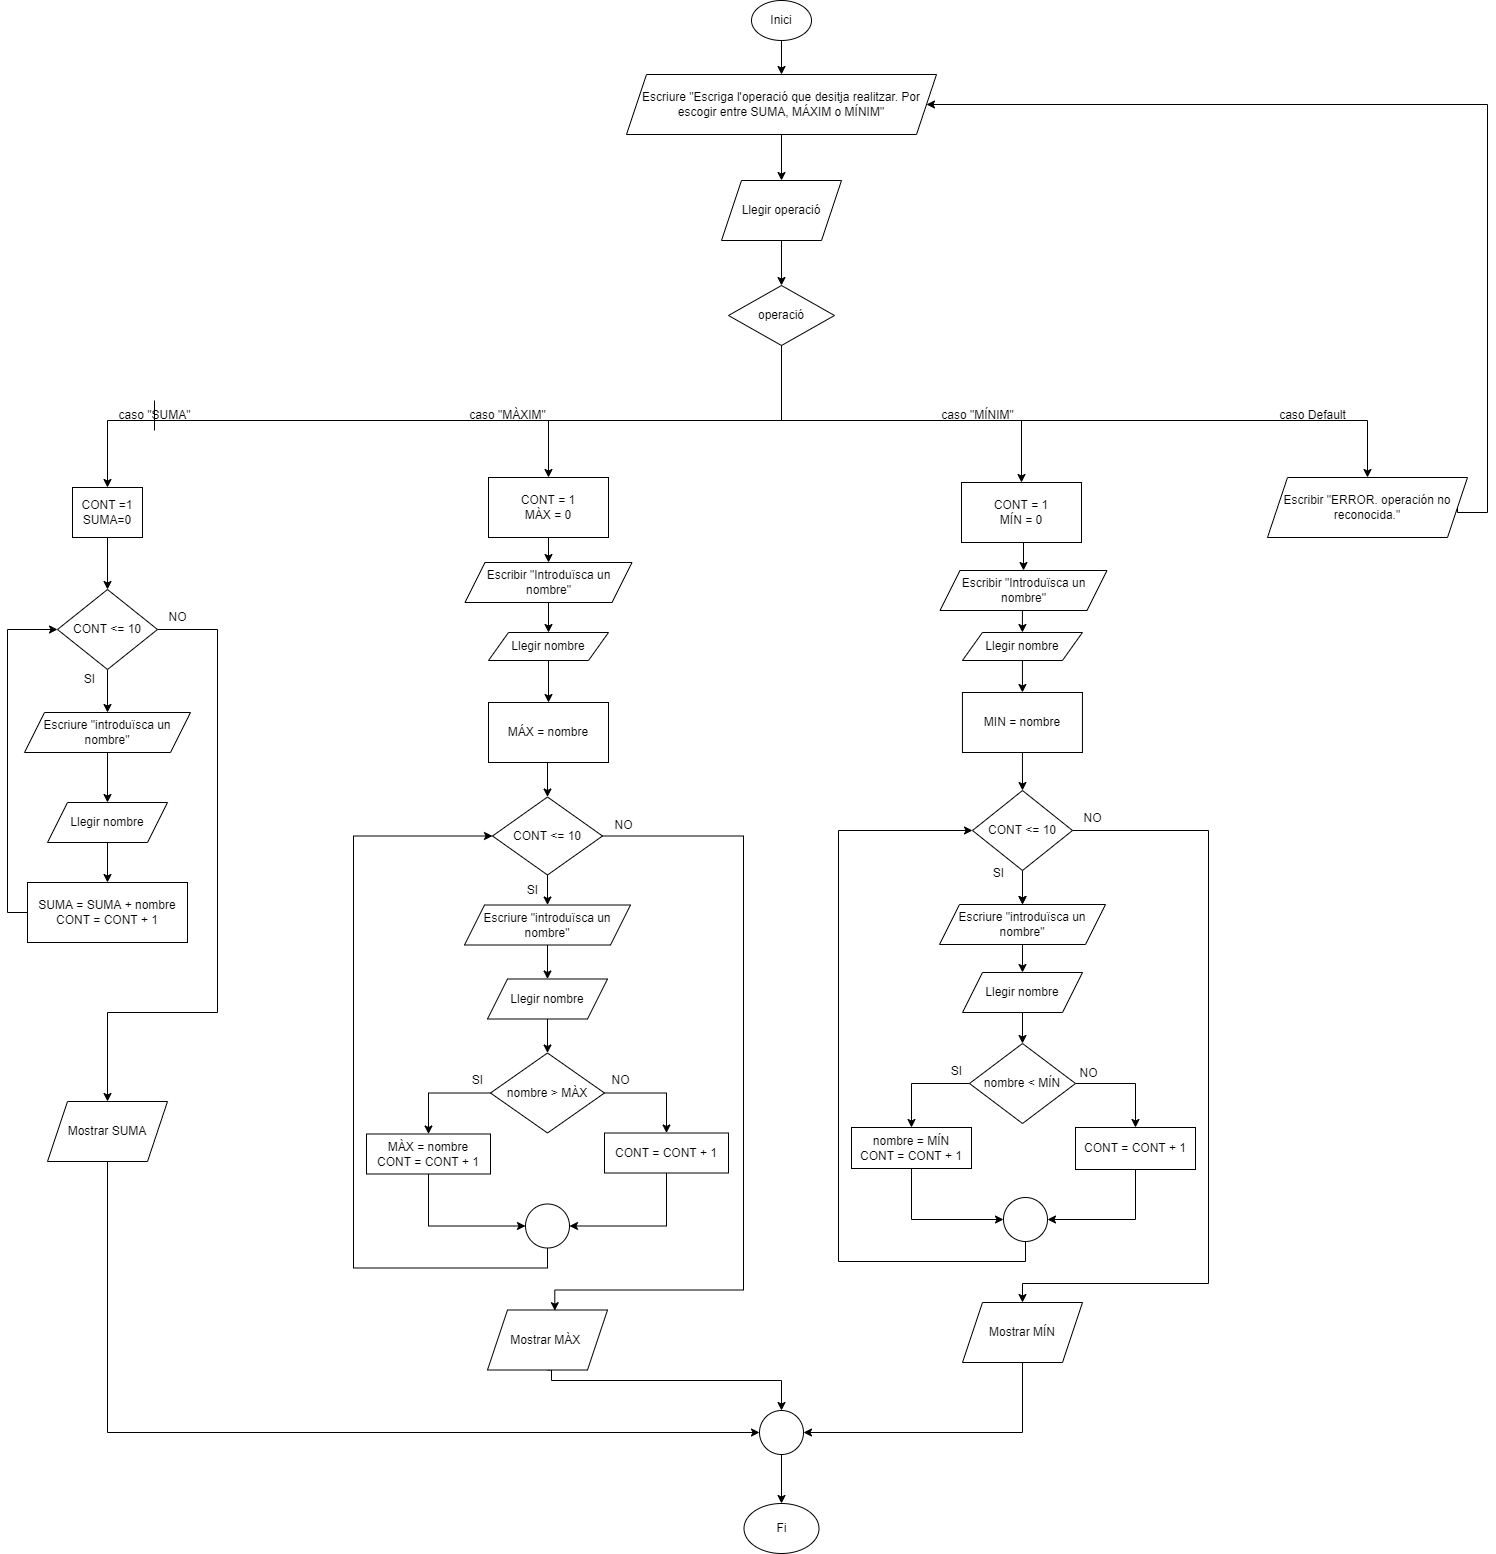 Inici
Escriure "Escriga l'operació que desitja realitzar. Por
escogir entre SUMA, MÁXIM o MÍNIM"
Llegir operació
operació
caso "SUMA"
caso "MÀXIM"
caso "MÍNIM"
caso Default
CONT =1
SUMA=0
CONT <= 10
NO
SI
Escriure "introduïsca un
nombre"
Llegir nombre
SUMA = SUMA + nombre
CONT = CONT + 1
Mostrar SUMA
CONT = 1
MÀX = 0
Escribir "Introduïsca un
nombre"
Llegir nombre
MÁX = nombre
CONT <= 10
NO
SI
Escriure "introduïsca un
nombre"
Llegir nombre
nombre > MÀX
SI
NO
MÀX = nombre
CONT = CONT + 1
CONT = CONT + 1
Mostrar MÀX
CONT = 1
MÍN = 0
Escribir "Introduïsca un
nombre"
Llegir nombre
MIN = nombre
CONT <= 10
NO
SI
Escriure "introduïsca un
nombre"
Llegir nombre
nombre < MÍN
SI
NO
nombre = MÍN
CONT = CONT + 1
CONT = CONT + 1
Mostrar MÍN
Escribir "ERROR. operación no
reconocida."
Fi